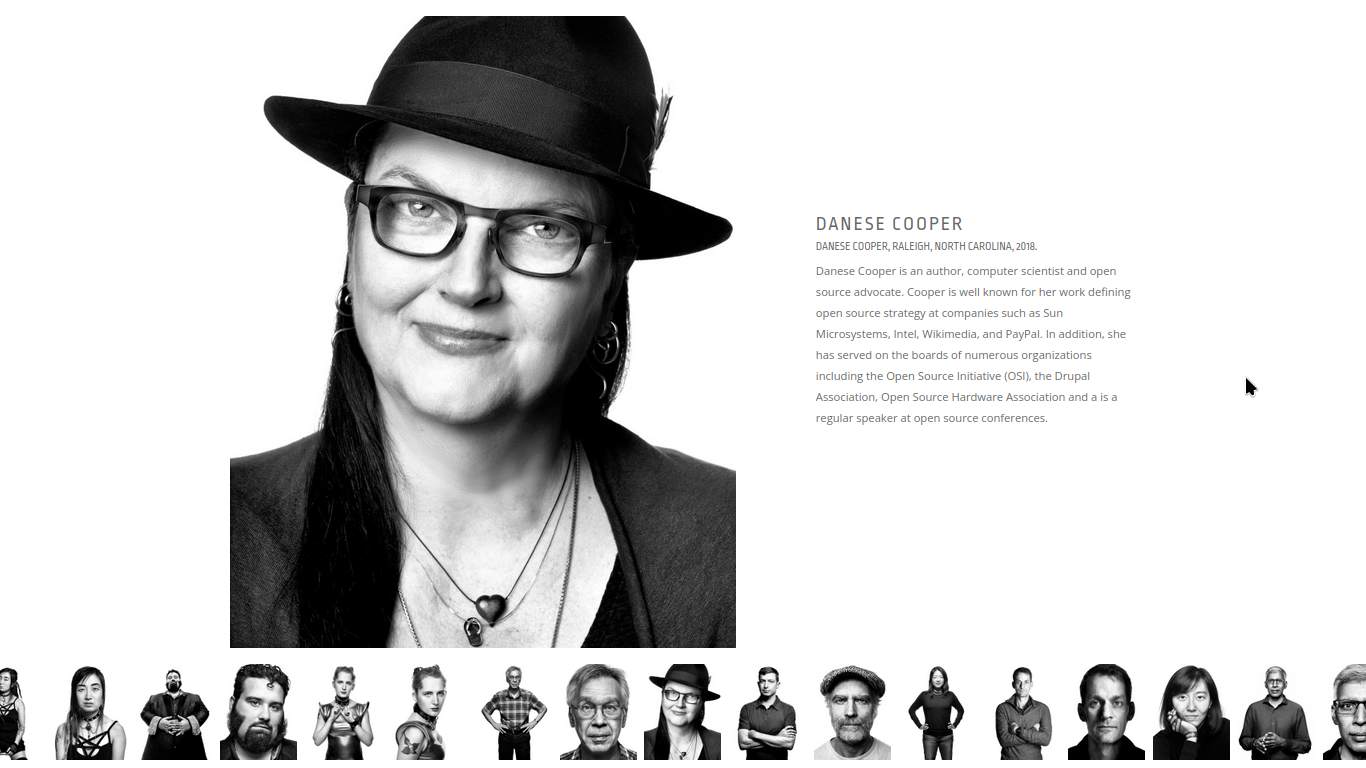 DANESE COOPER
DANESE COOPER, RALEIGH, NORTH CAROLINA, 2018.
Danese Cooper is an author, computer scientist and open
source advocate. Cooper is well known for her work defining
open source strategy at companies such as Sun
Microsystems, Intel, Wikimedia, and PayPal. In addition, she
has served on the boards of numerous organizations
including the Open Source Initiative (OSI), the Drupal
Association, Open Source Hardware Association and a is a
regular speaker at open source conferences.